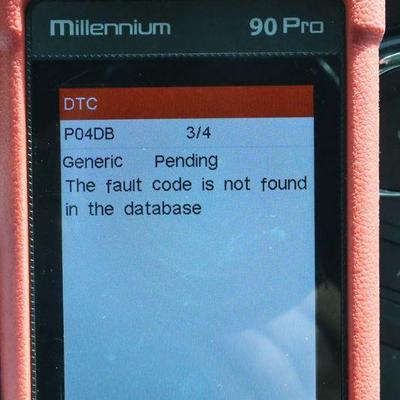 Millennium 90 Pro
DTC
P04DB 3/4
Generic Pending
The fault code is not found
in the database